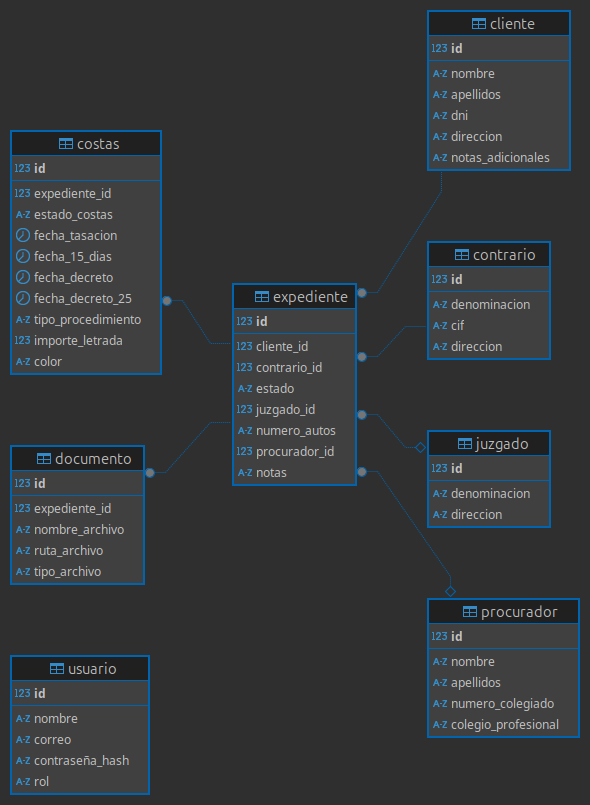 cliente
123 id
A-Z nombre
A-Z apellidos
A-Z dni
A-Z direccion
A-Z notas_adicionales
costas
123 id
123 expediente_id
A-Z estado_costas
fecha_tasacion
fecha_15_dias
fecha_decreto
fecha_decreto_25
A-Z tipo_procedimiento
123 importe_letrada
A-Z color
contrario
123 id
A-Z denominacion
A-Z cif
A-Z direccion
expediente
123 id
123 cliente_id
123 contrario_id
A-Z estado
123 juzgado_id
A-Z numero_autos
123 procurador_id
A-Z notas
juzgado
123 id
A-Z denominacion
A-Z direccion
documento
123 id
123 expediente_id
A-Z nombre_archivo
A-Z ruta_archivo
A-Z tipo_archivo
procurador
123 id
A-Z nombre
A-Z apellidos
A-Z numero_colegiado
A-Z colegio_profesional
usuario
123 id
A-Z nombre
A-Z correo
A-Z contraseña_hash
A-Z rol